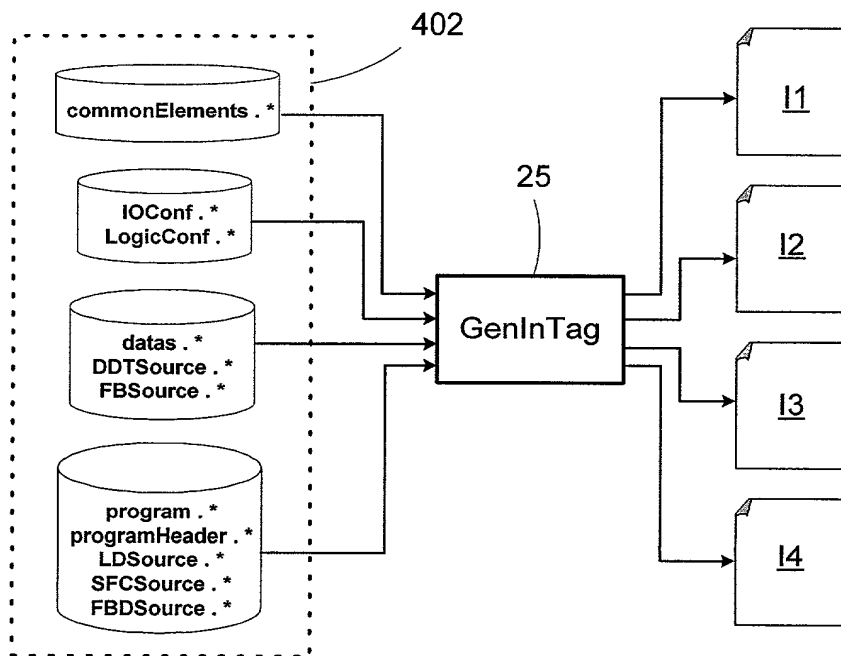 402
commonElements . *
IOConf . *
LogicConf . *
datas . *
DDTSource . *
FBSource . *
program . *
programHeader . *
LDSource . *
SFCSource . *
FBDSource . *
25
GenInTag
I1
I2
I3
I4